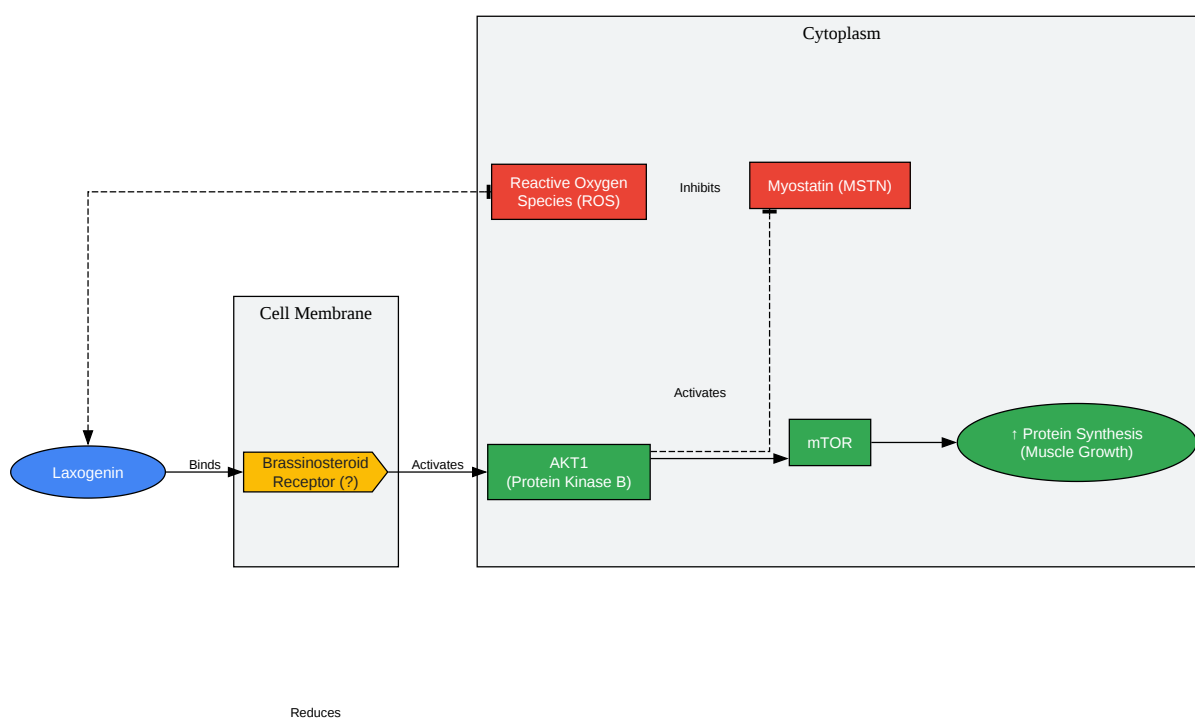 Cytoplasm
Reactive Oxygen
Species (ROS)
Inhibits
Myostatin (MSTN)
Cell Membrane
Activates
Laxogenin
Binds
Brassinosteroid
Receptor (?)
Activates
AKT1
(Protein Kinase B)
mTOR
↑ Protein Synthesis
(Muscle Growth)
Reduces